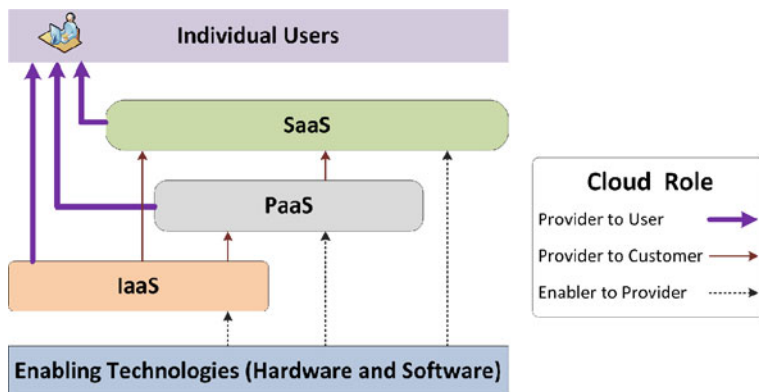 Individual Users
SaaS
PaaS
IaaS
Enabling Technologies (Hardware and Software)
Cloud Role
Provider to User
Provider to Customer
Enabler to Provider